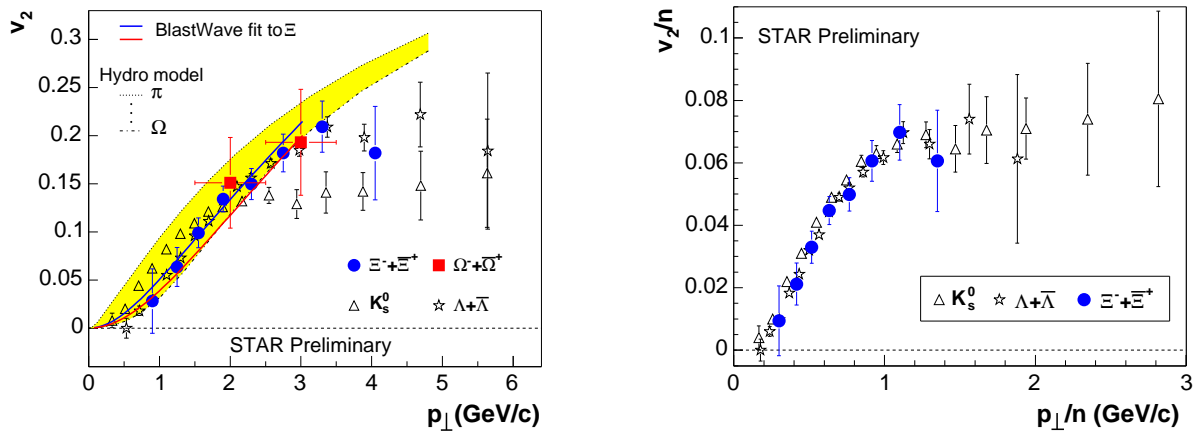 v₂
0.3
0.25
0.2
0.15
0.1
0.05
0
BlastWave fit to Ξ
Hydro model
π
Ω
Ξ⁻+Ξ̅⁺
Ω⁻+Ω̅⁺
K⁰ₛ
Λ+Λ̅
STAR Preliminary
0 1 2 3 4 5 6
p⊥ (GeV/c)
v₂/n
0.1
0.08
0.06
0.04
0.02
0
STAR Preliminary
K⁰ₛ Λ+Λ̅ Ξ⁻+Ξ̅⁺
0 1 2 3
p⊥/n (GeV/c)